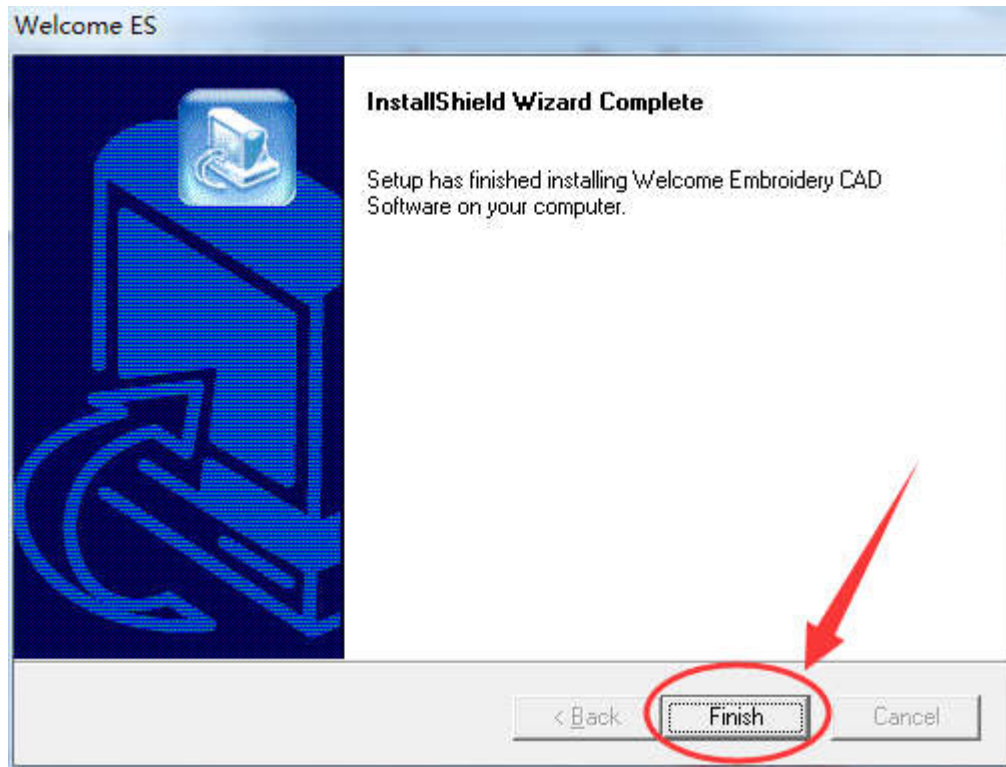 Welcome ES
InstallShield Wizard Complete
Setup has finished installing Welcome Embroidery CAD
Software on your computer.
< Back
Finish
Cancel